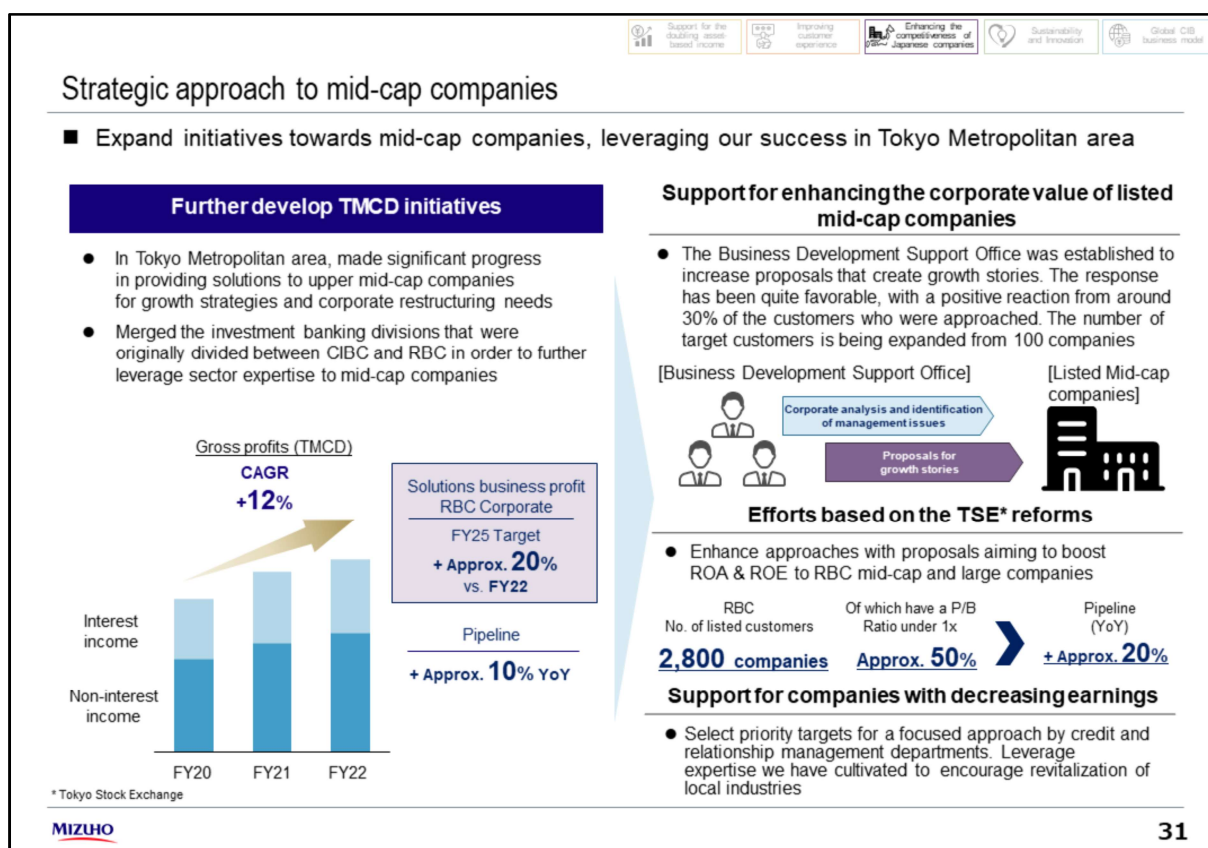 Support for the
doubling asset-
based income
Improving
customer
experience
Enhancing the
competitiveness of
Japanese companies
Sustainability
and Innovation
Global CIB
business model
Strategic approach to mid-cap companies
■ Expand initiatives towards mid-cap companies, leveraging our success in Tokyo Metropolitan area
Further develop TMCD initiatives
● In Tokyo Metropolitan area, made significant progress
in providing solutions to upper mid-cap companies
for growth strategies and corporate restructuring needs
● Merged the investment banking divisions that were
originally divided between CIBC and RBC in order to further
leverage sector expertise to mid-cap companies
Gross profits (TMCD)
CAGR
+12%
Interest
income
Non-interest
income
FY20 FY21 FY22
Solutions business profit
RBC Corporate
FY25 Target
+ Approx. 20%
vs. FY22
Pipeline
+ Approx. 10% YoY
Support for enhancing the corporate value of listed
mid-cap companies
● The Business Development Support Office was established to
increase proposals that create growth stories. The response
has been quite favorable, with a positive reaction from around
30% of the customers who were approached. The number of
target customers is being expanded from 100 companies
[Business Development Support Office]
[Listed Mid-cap
companies]
Corporate analysis and identification
of management issues
Proposals for
growth stories
Efforts based on the TSE* reforms
● Enhance approaches with proposals aiming to boost
ROA & ROE to RBC mid-cap and large companies
RBC
No. of listed customers
2,800 companies
Of which have a P/B
Ratio under 1x
Approx. 50%
Pipeline
(YoY)
+ Approx. 20%
Support for companies with decreasing earnings
● Select priority targets for a focused approach by credit and
relationship management departments. Leverage
expertise we have cultivated to encourage revitalization of
local industries
* Tokyo Stock Exchange
MIZUHO
31